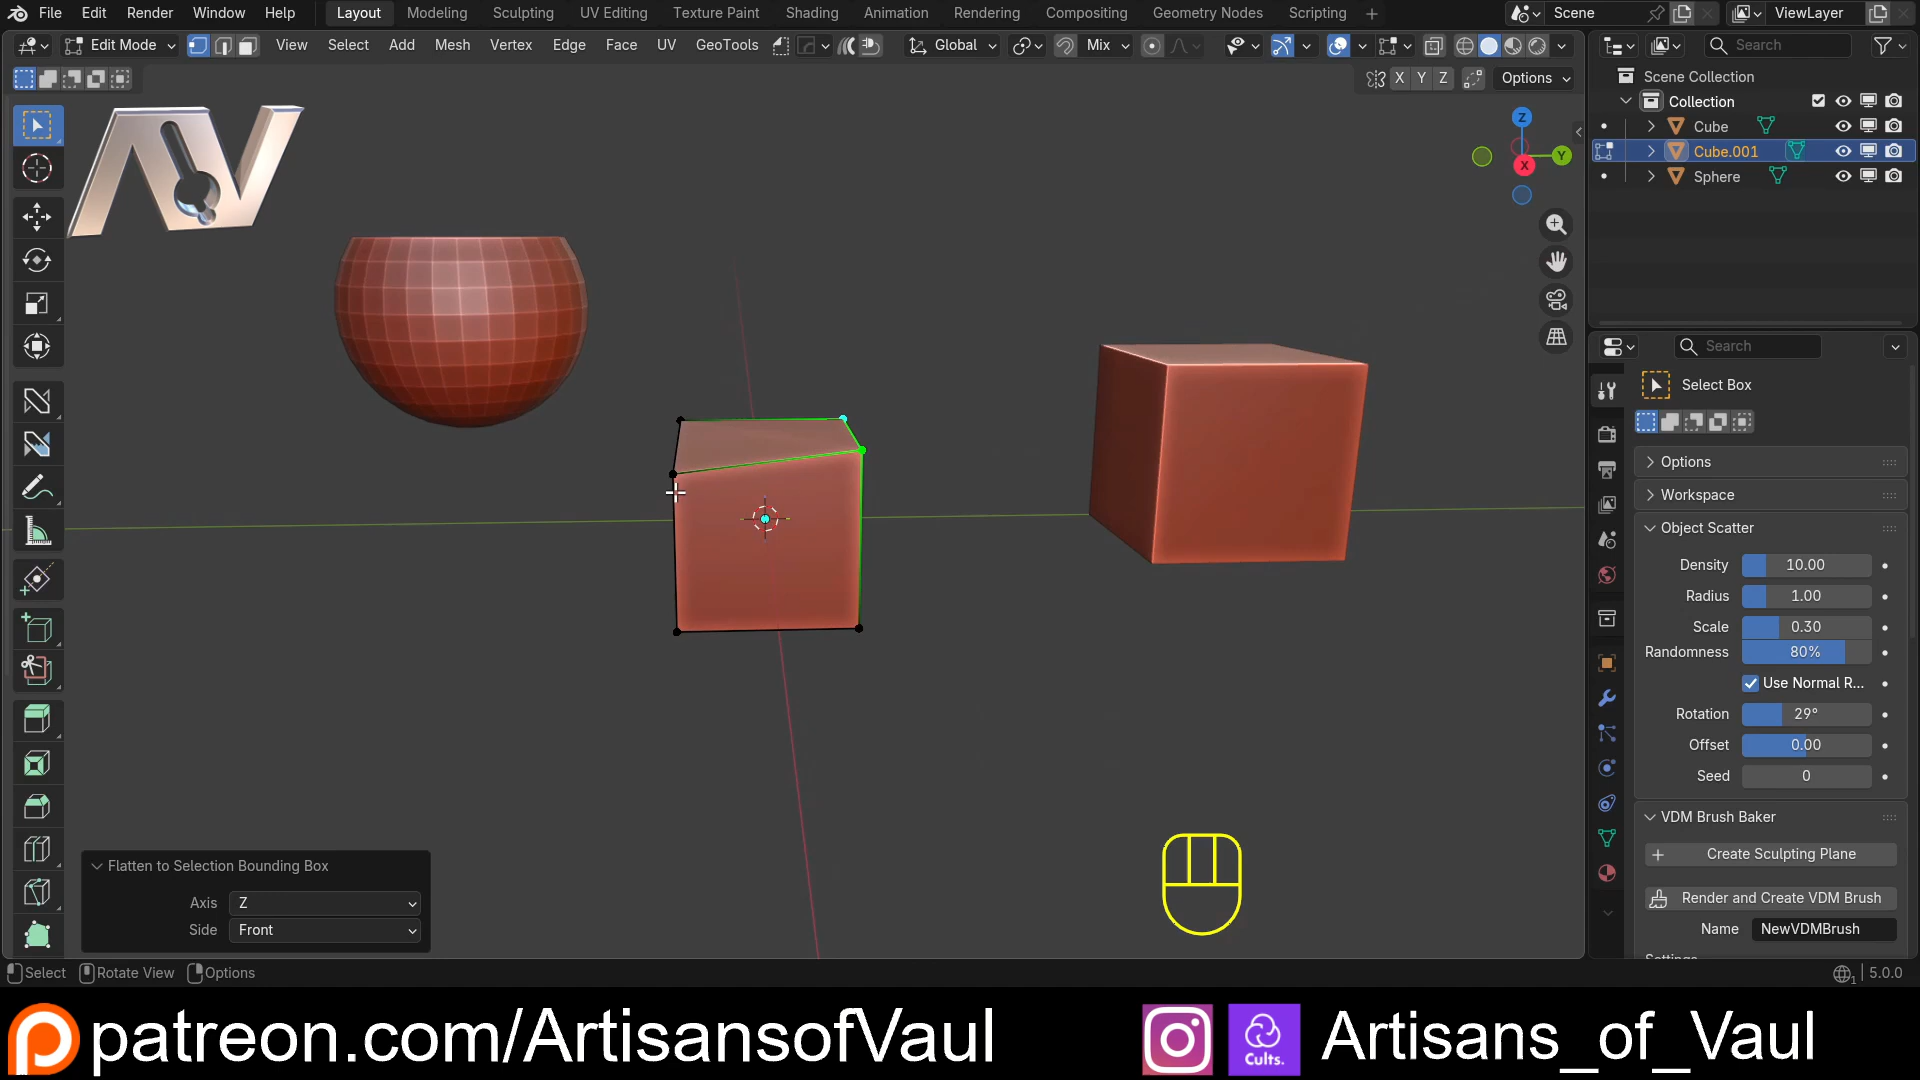 File Edit Render Window Help Layout Modeling Sculpting UV Editing Texture Paint Shading Animation Rendering Compositing Geometry Nodes Scripting + Scene ViewLayer
Edit Mode View Select Add Mesh Vertex Edge Face UV GeoTools Global Mix Search
X Y Z Options
Scene Collection
Collection
Cube
Cube.001
Sphere
Z
Y
X
AV
Search
Select Box
Options
Workspace
Object Scatter
Density 10.00
Radius 1.00
Scale 0.30
Randomness 80%
Use Normal R...
Rotation 29°
Offset 0.00
Seed 0
VDM Brush Baker
Create Sculpting Plane
Render and Create VDM Brush
Name NewVDMBrush
Flatten to Selection Bounding Box
Axis Z
Side Front
Select Rotate View Options 5.0.0
patreon.com/ArtisansofVaul Cults. Artisans_of_Vaul